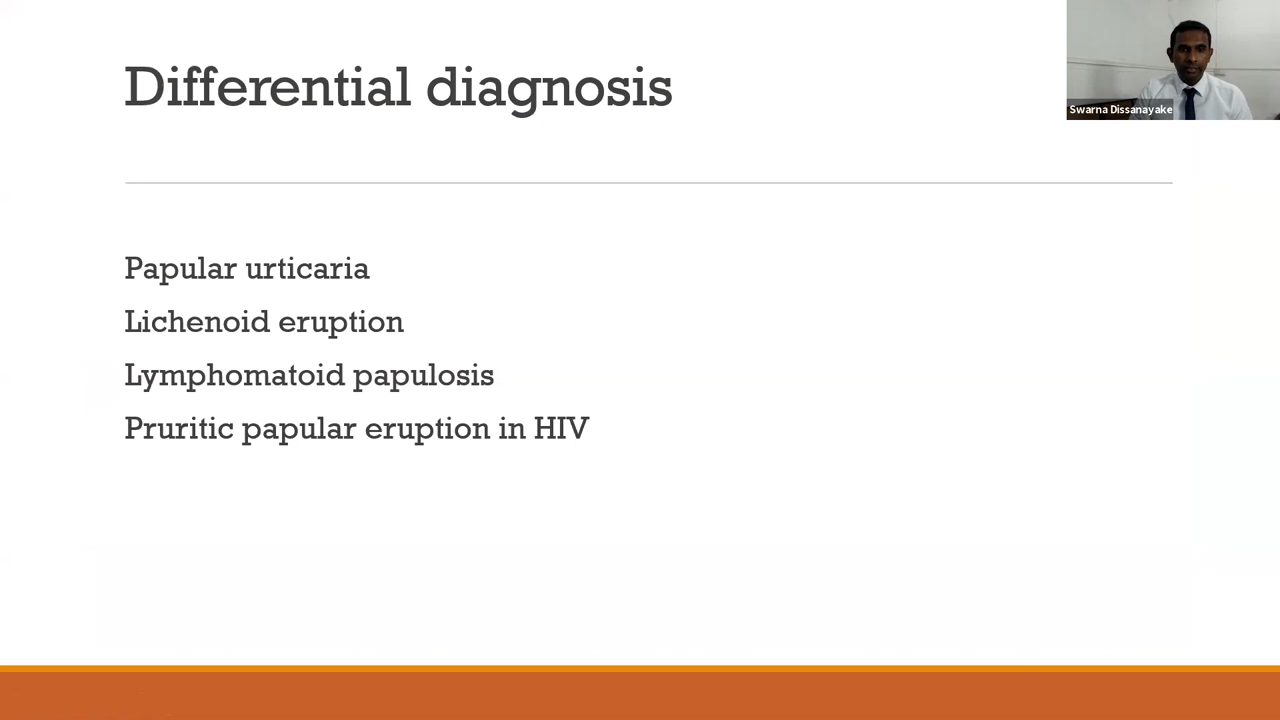 Differential diagnosis
Swarna Dissanayake
Papular urticaria
Lichenoid eruption
Lymphomatoid papulosis
Pruritic papular eruption in HIV